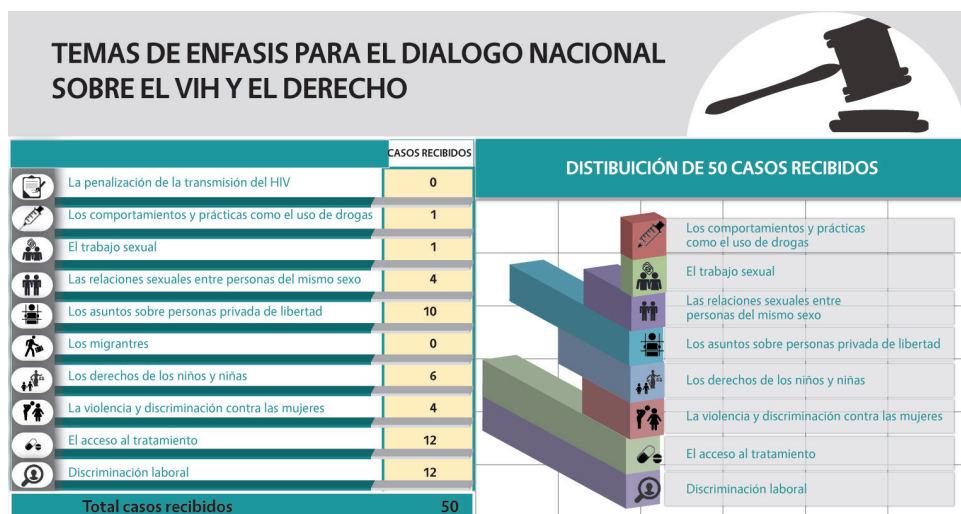 TEMAS DE ENFASIS PARA EL DIALOGO NACIONAL
SOBRE EL VIH Y EL DERECHO
CASOS RECIBIDOS
La penalización de la transmisión del HIV 0
Los comportamientos y prácticas como el uso de drogas 1
El trabajo sexual 1
Las relaciones sexuales entre personas del mismo sexo 4
Los asuntos sobre personas privada de libertad 10
Los migrantres 0
Los derechos de los niños y niñas 6
La violencia y discriminación contra las mujeres 4
El acceso al tratamiento 12
Discriminación laboral 12
Total casos recibidos 50
DISTIBUICIÓN DE 50 CASOS RECIBIDOS
Los comportamientos y prácticas
como el uso de drogas
El trabajo sexual
Las relaciones sexuales entre
personas del mismo sexo
Los asuntos sobre personas privada de libertad
Los derechos de los niños y niñas
La violencia y discriminación contra las mujeres
El acceso al tratamiento
Discriminación laboral